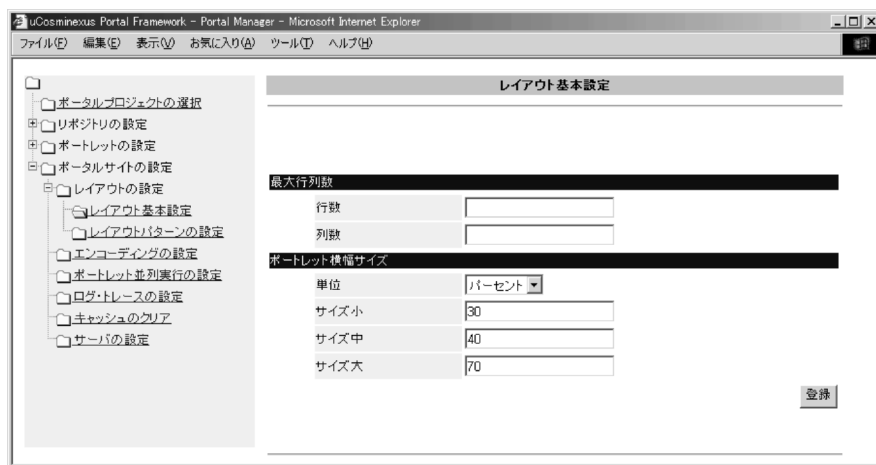 uCosminexus Portal Framework - Portal Manager - Microsoft Internet Explorer
ファイル(F) 編集(E) 表示(V) お気に入り(A) ツール(T) ヘルプ(H)
レイアウト基本設定
ポータルプロジェクトの選択
リポジトリの設定
ポートレットの設定
ポータルサイトの設定
レイアウトの設定
レイアウト基本設定
レイアウトパターンの設定
エンコーディングの設定
ポートレット並列実行の設定
ログ・トレースの設定
キャッシュのクリア
サーバの設定
最大行列数
行数
列数
ポートレット横幅サイズ
単位 パーセント
サイズ小 30
サイズ中 40
サイズ大 70
登録